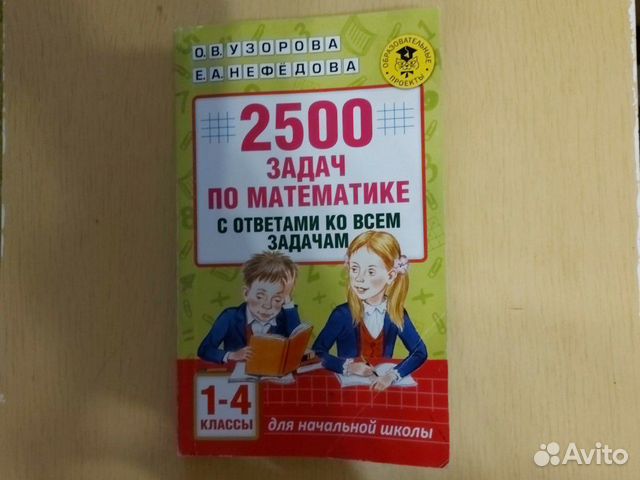 О.В.УЗОРОВА
Е.А.НЕФЁДОВА
ОБРАЗОВАТЕЛЬНЫЕ
ПРОЕКТЫ
2500
ЗАДАЧ
ПО МАТЕМАТИКЕ
С ОТВЕТАМИ КО ВСЕМ
ЗАДАЧАМ
1-4
КЛАССЫ
для начальной школы
Avito